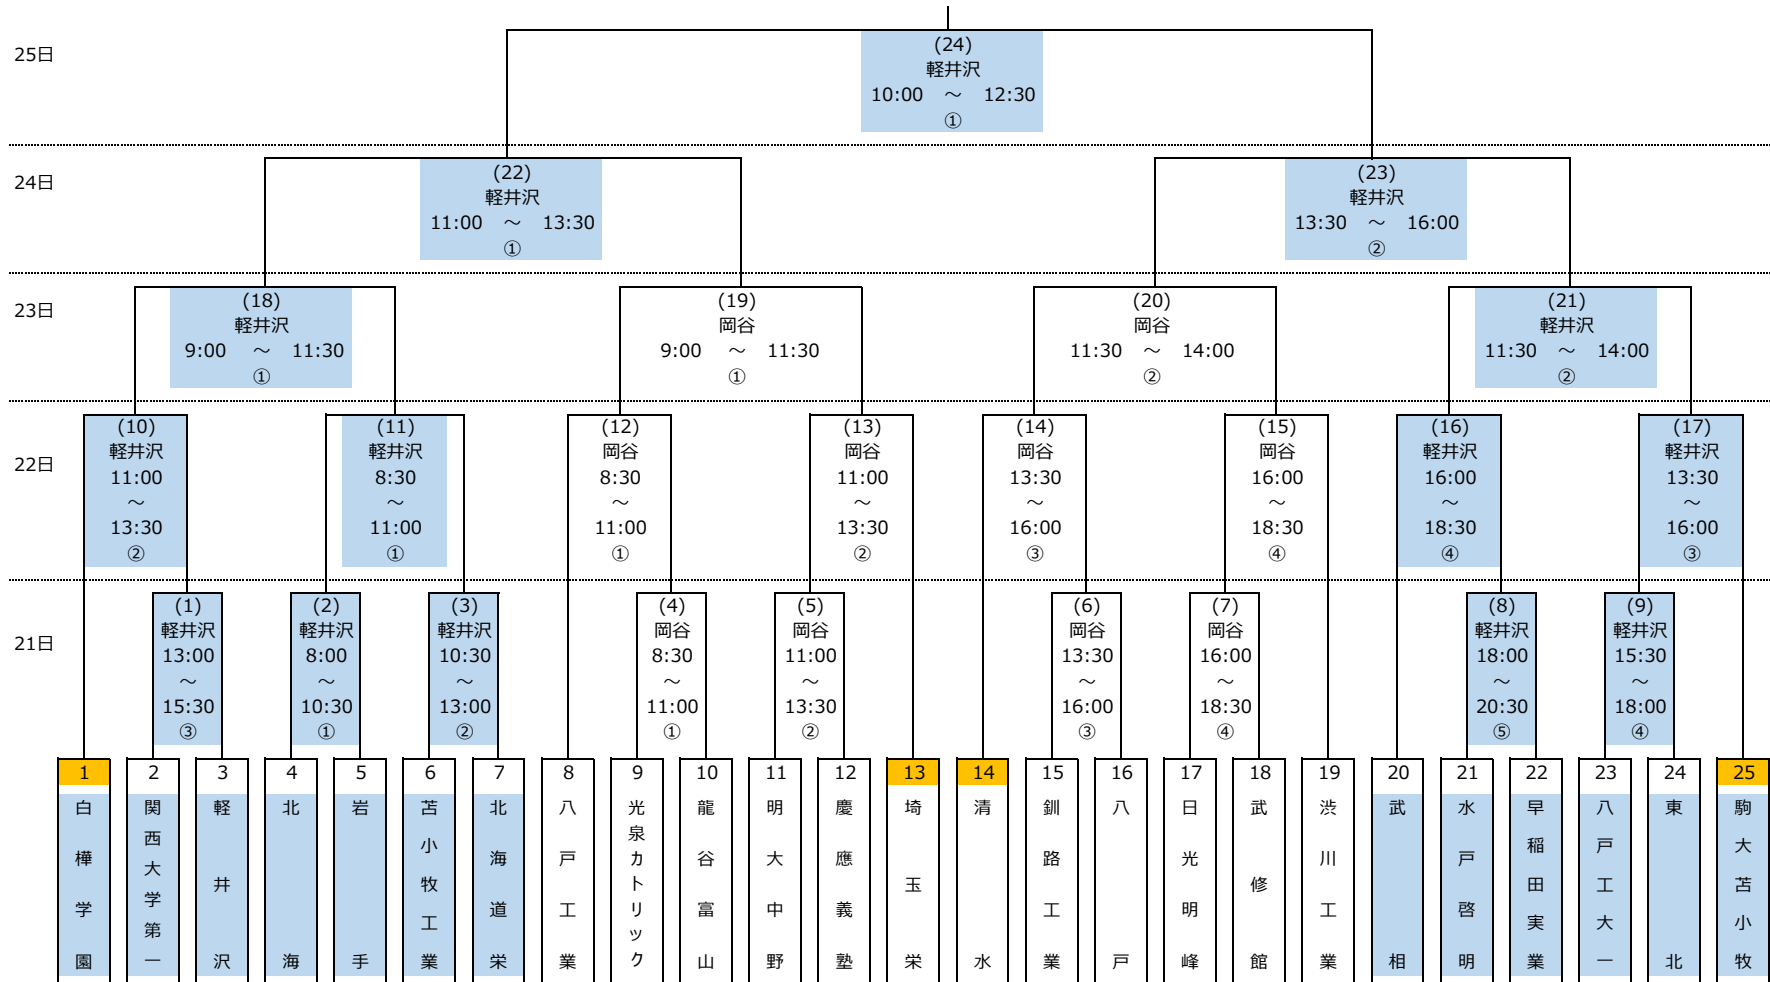 25日
(24)
軽井沢
10:00 ～ 12:30
①
24日
(22)
軽井沢
11:00 ～ 13:30
①
(23)
軽井沢
13:30 ～ 16:00
②
23日
(18)
軽井沢
9:00 ～ 11:30
①
(19)
岡谷
9:00 ～ 11:30
①
(20)
岡谷
11:30 ～ 14:00
②
(21)
軽井沢
11:30 ～ 14:00
②
22日
(10)
軽井沢
11:00
～
13:30
②
(11)
軽井沢
8:30
～
11:00
①
(12)
岡谷
8:30
～
11:00
①
(13)
岡谷
11:00
～
13:30
②
(14)
岡谷
13:30
～
16:00
③
(15)
岡谷
16:00
～
18:30
④
(16)
軽井沢
16:00
～
18:30
④
(17)
軽井沢
13:30
～
16:00
③
21日
(1)
軽井沢
13:00
～
15:30
③
(2)
軽井沢
8:00
～
10:30
①
(3)
軽井沢
10:30
～
13:00
②
(4)
岡谷
8:30
～
11:00
①
(5)
岡谷
11:00
～
13:30
②
(6)
岡谷
13:30
～
16:00
③
(7)
岡谷
16:00
～
18:30
④
(8)
軽井沢
18:00
～
20:30
⑤
(9)
軽井沢
15:30
～
18:00
④
1
白樺学園
2
関西大学第一
3
軽井沢
4
北海
5
岩手
6
苫小牧工業
7
北海道栄
8
八戸工業
9
光泉カトリック
10
龍谷富山
11
明大中野
12
慶應義塾
13
埼玉栄
14
清水
15
釧路工業
16
八戸
17
日光明峰
18
武修館
19
渋川工業
20
武相
21
水戸啓明
22
早稲田実業
23
八戸工大一
24
東北
25
駒大苫小牧